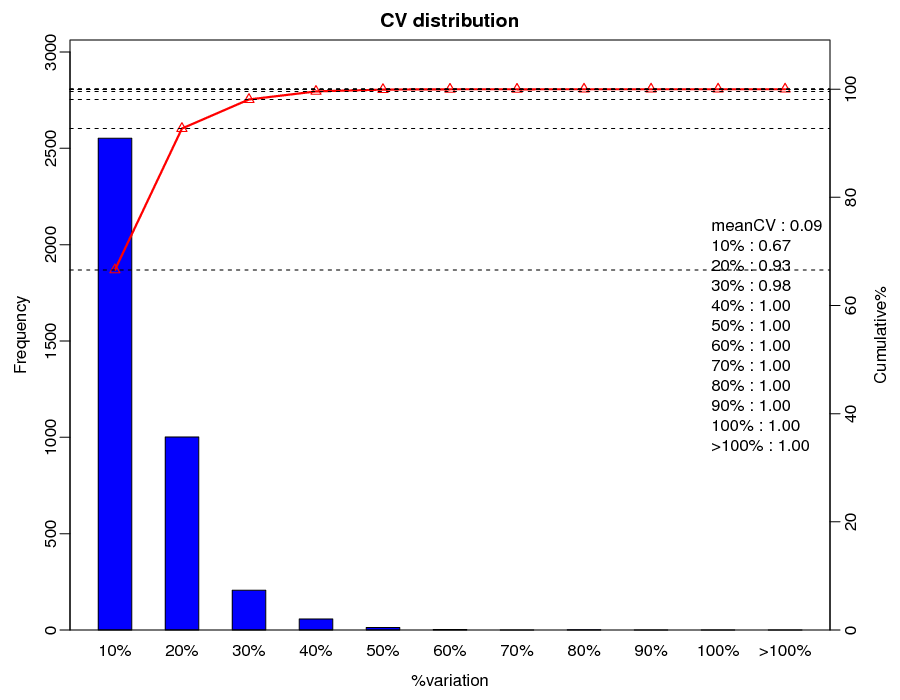 CV distribution
3000
2500
2000
1500
1000
500
0
Frequency
100
80
60
40
20
0
Cumulative%
meanCV : 0.09
10% : 0.67
20% : 0.93
30% : 0.98
40% : 1.00
50% : 1.00
60% : 1.00
70% : 1.00
80% : 1.00
90% : 1.00
100% : 1.00
>100% : 1.00
10% 20% 30% 40% 50% 60% 70% 80% 90% 100% >100%
%variation